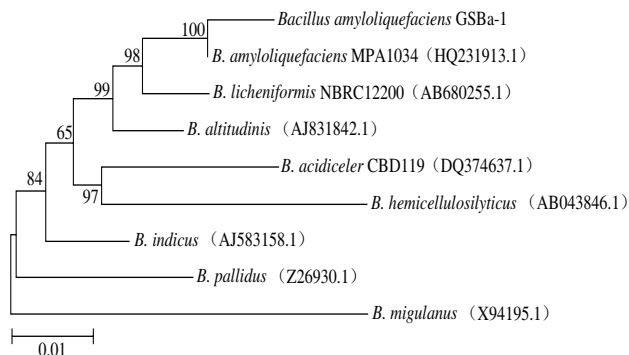 Bacillus amyloliquefaciens GSBa-1
100
B. amyloliquefaciens MPA1034（HQ231913.1）
98
B. licheniformis NBRC12200（AB680255.1）
99
B. altitudinis （AJ831842.1）
65
B. acidiceler CBD119（DQ374637.1）
84
97
B. hemicellulosilyticus （AB043846.1）
B. indicus （AJ583158.1）
B. pallidus （Z26930.1）
B. migulanus （X94195.1）
0.01